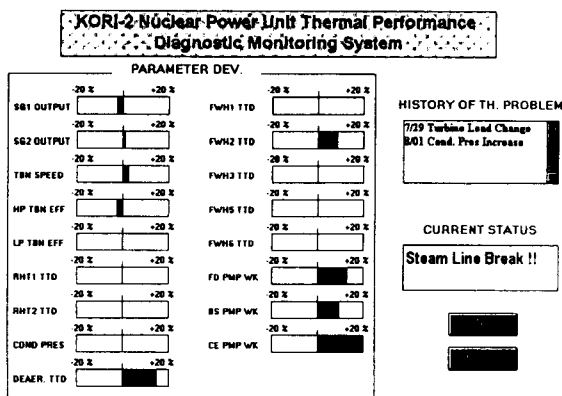 KORI-2 Nuclear Power Unit Thermal Performance
Diagnostic Monitoring System
PARAMETER DEV.
-20 % +20 %
SG1 OUTPUT
-20 % +20 %
SG2 OUTPUT
-20 % +20 %
TBN SPEED
-20 % +20 %
HP TBN EFF
-20 % +20 %
LP TBN EFF
-20 % +20 %
RHT1 TTD
-20 % +20 %
RHT2 TTD
-20 % +20 %
COND PRES
-20 % +20 %
DEAER. TTD
-20 % +20 %
FWH1 TTD
-20 % +20 %
FWH2 TTD
-20 % +20 %
FWH3 TTD
-20 % +20 %
FWH5 TTD
-20 % +20 %
FWH6 TTD
-20 % +20 %
FD PMP WK
-20 % +20 %
BS PMP WK
-20 % +20 %
CE PMP WK
HISTORY OF TH. PROBLEM
7/29 Turbine Load Change
8/01 Cond. Pres Increase
CURRENT STATUS
Steam Line Break !!